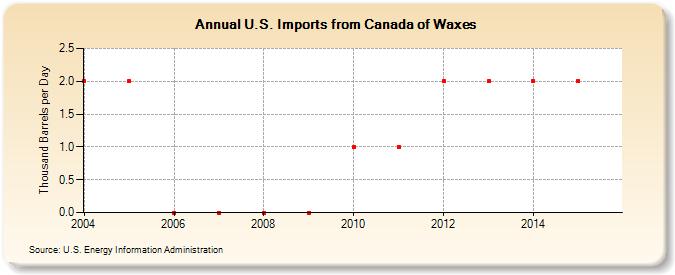 Annual U.S. Imports from Canada of Waxes
Thousand Barrels per Day
2.5
2.0
1.5
1.0
0.5
0.0
2004 2006 2008 2010 2012 2014
Source: U.S. Energy Information Administration